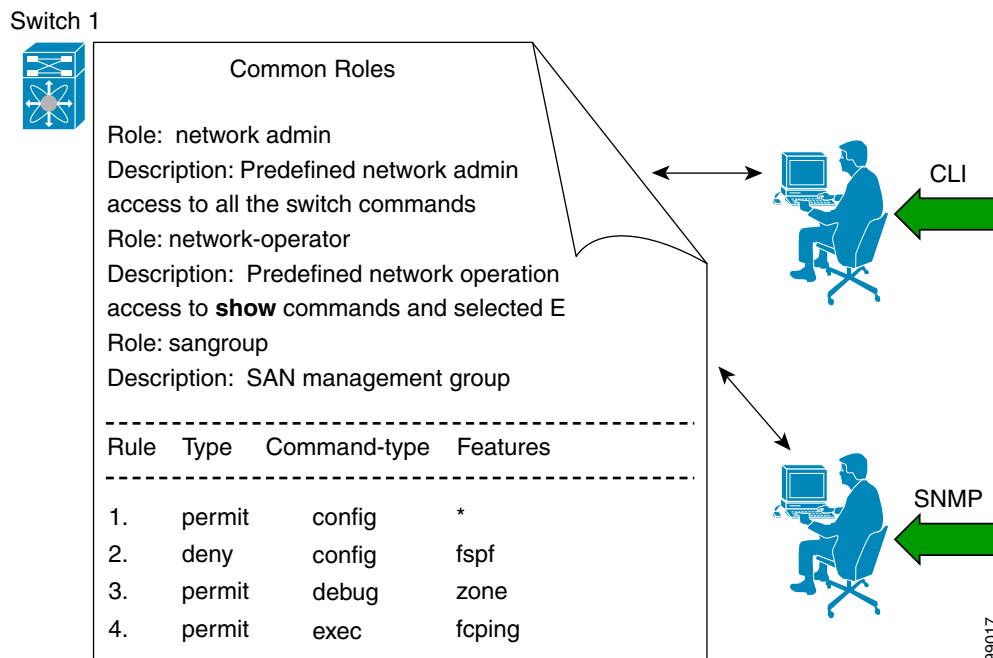 Switch 1
Common Roles
Role: network admin
Description: Predefined network admin
access to all the switch commands
Role: network-operator
Description: Predefined network operation
access to show commands and selected E
Role: sangroup
Description: SAN management group
Rule Type Command-type Features
1. permit config *
2. deny config fspf
3. permit debug zone
4. permit exec fcping
CLI
SNMP
99017